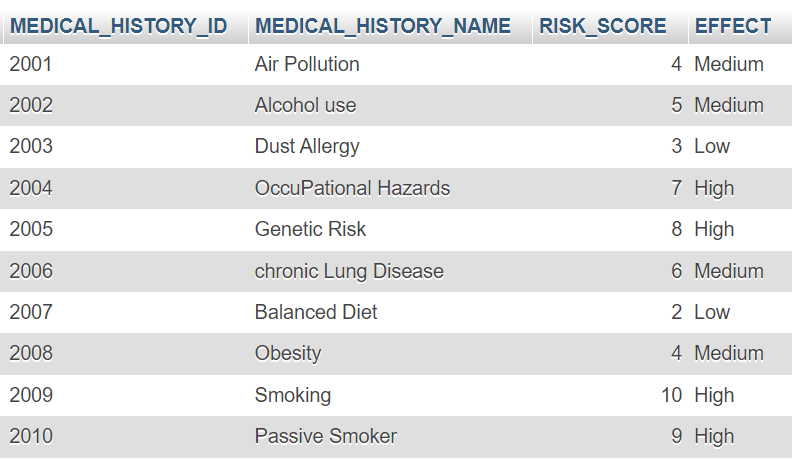 MEDICAL_HISTORY_ID MEDICAL_HISTORY_NAME RISK_SCORE EFFECT
2001 Air Pollution 4 Medium
2002 Alcohol use 5 Medium
2003 Dust Allergy 3 Low
2004 OccuPational Hazards 7 High
2005 Genetic Risk 8 High
2006 chronic Lung Disease 6 Medium
2007 Balanced Diet 2 Low
2008 Obesity 4 Medium
2009 Smoking 10 High
2010 Passive Smoker 9 High